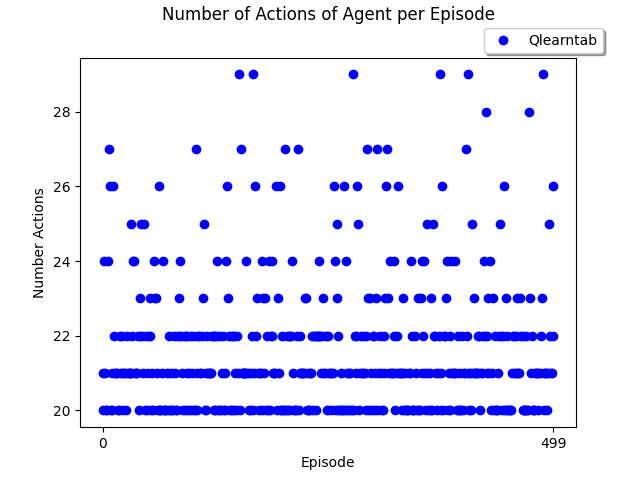 Number of Actions of Agent per Episode
Qlearntab
28
26
24
22
20
Number Actions
0
499
Episode